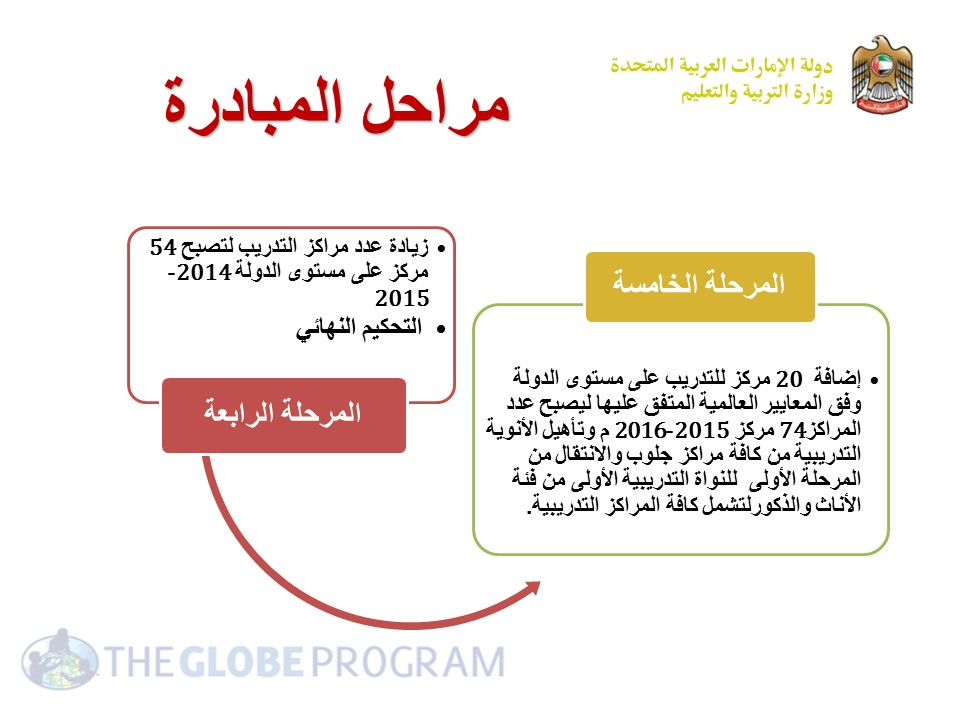 دولة الإمارات العربية المتحدة
وزارة التربية والتعليم
مراحل المبادرة
• زيادة عدد مراكز التدريب لتصبح 54
مركز على مستوى الدولة 2014-
2015
• التحكيم النهائي
المرحلة الرابعة
المرحلة الخامسة
• إضافة 20 مركز للتدريب على مستوى الدولة
وفق المعايير العالمية المتفق عليها ليصبح عدد
المراكز74 مركز 2015-2016 م وتأهيل الأنوية
التدريبية من كافة مراكز جلوب والانتقال من
المرحلة الأولى للنواة التدريبية الأولى من فئة
الأناث والذكورلتشمل كافة المراكز التدريبية.
THE GLOBE PROGRAM